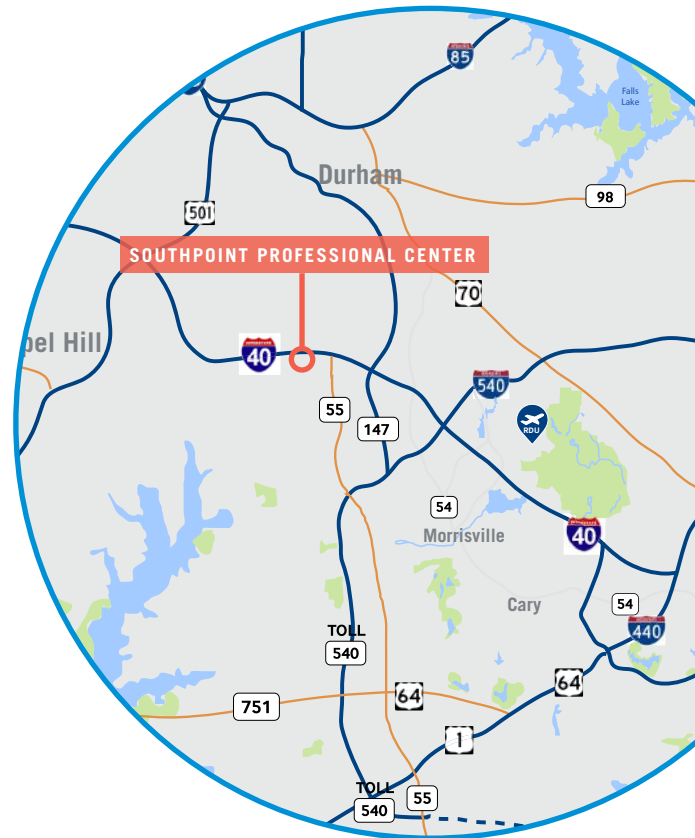 85
Falls
Lake
Durham
98
501
SOUTHPOINT PROFESSIONAL CENTER
70
pel Hill
40
540
55
RDU
147
54
40
Morrisville
Cary
54
440
TOLL
540
64
64
751
1
TOLL
540
55